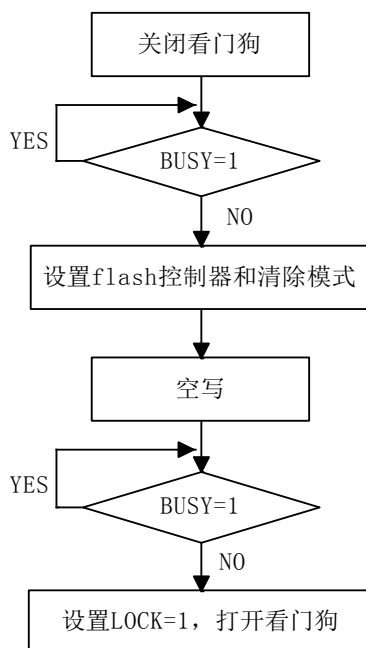 关闭看门狗
YES
BUSY=1
NO
设置flash控制器和清除模式
空写
YES
BUSY=1
NO
设置LOCK=1，打开看门狗